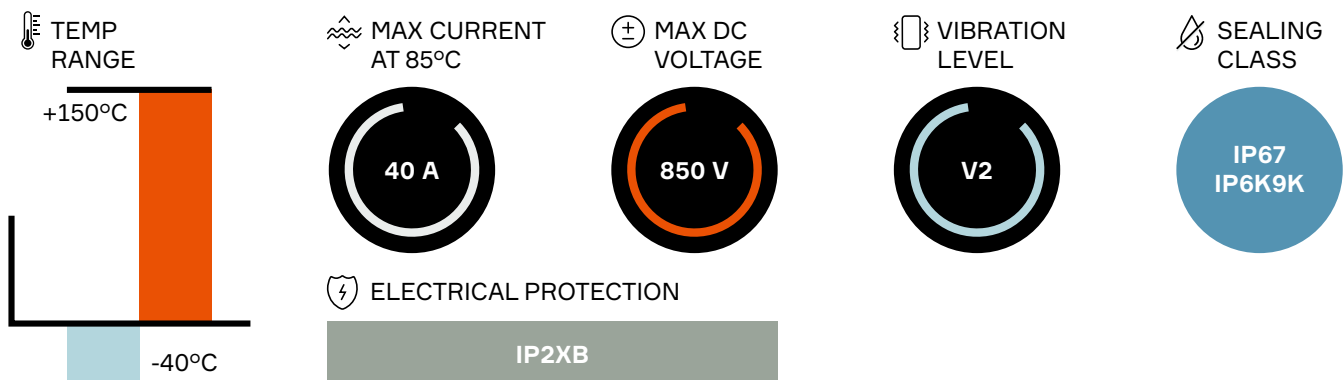 TEMP
RANGE
+150ºC
-40ºC
MAX CURRENT
AT 85ºC
40 A
MAX DC
VOLTAGE
850 V
VIBRATION
LEVEL
V2
SEALING
CLASS
IP67
IP6K9K
ELECTRICAL PROTECTION
IP2XB